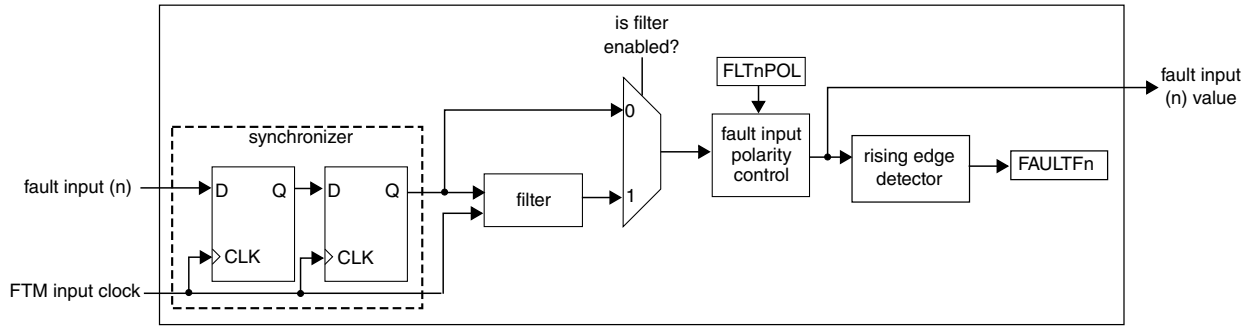 is filter
enabled?
FLTnPOL
fault input
(n) value
0
synchronizer
fault input
polarity
control
rising edge
detector
FAULTFn
fault input (n)
D
Q
D
Q
filter
1
CLK
CLK
FTM input clock